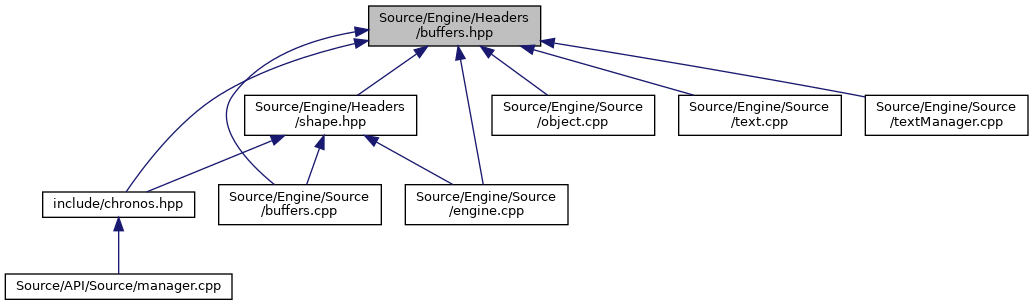 Source/Engine/Headers
/buffers.hpp
Source/Engine/Headers
/shape.hpp
Source/Engine/Source
/object.cpp
Source/Engine/Source
/text.cpp
Source/Engine/Source
/textManager.cpp
include/chronos.hpp
Source/Engine/Source
/buffers.cpp
Source/Engine/Source
/engine.cpp
Source/API/Source/manager.cpp